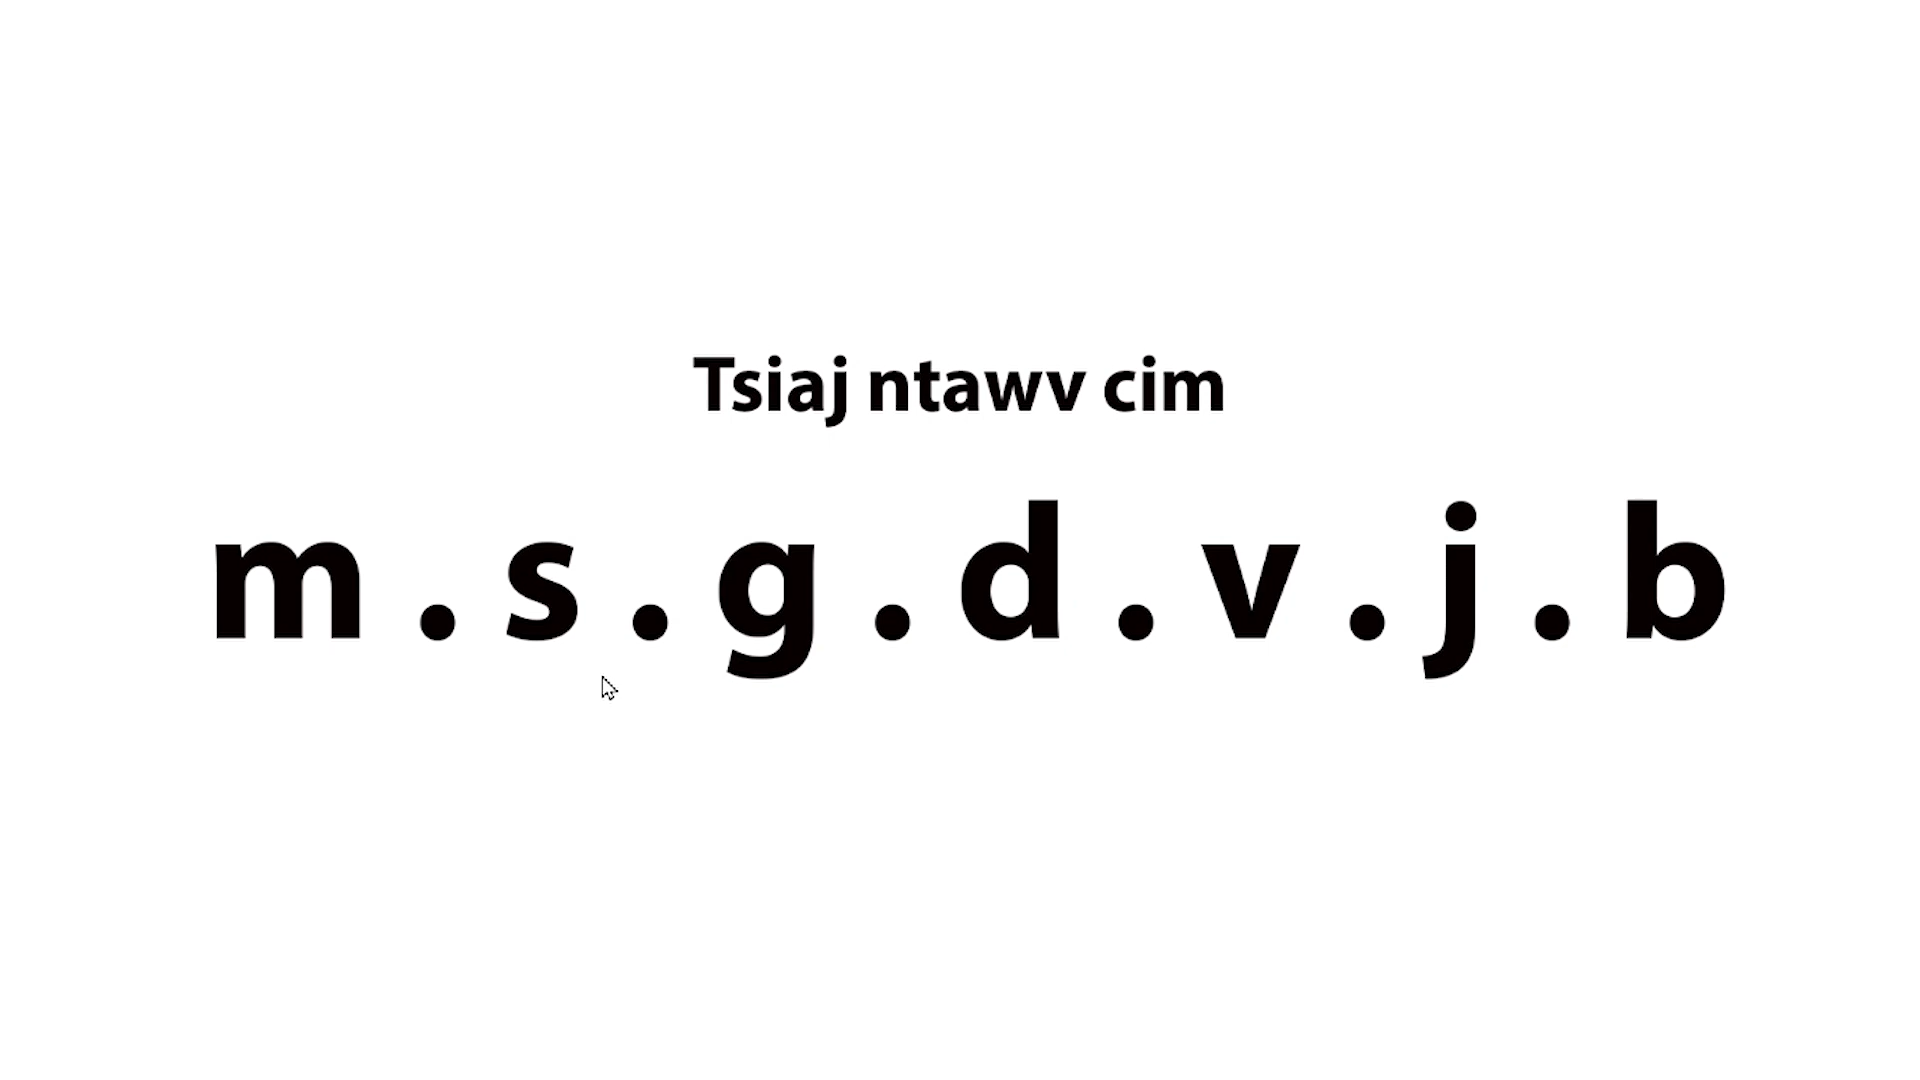 Tsiaj ntawv cim
m . s . g . d . v . j . b